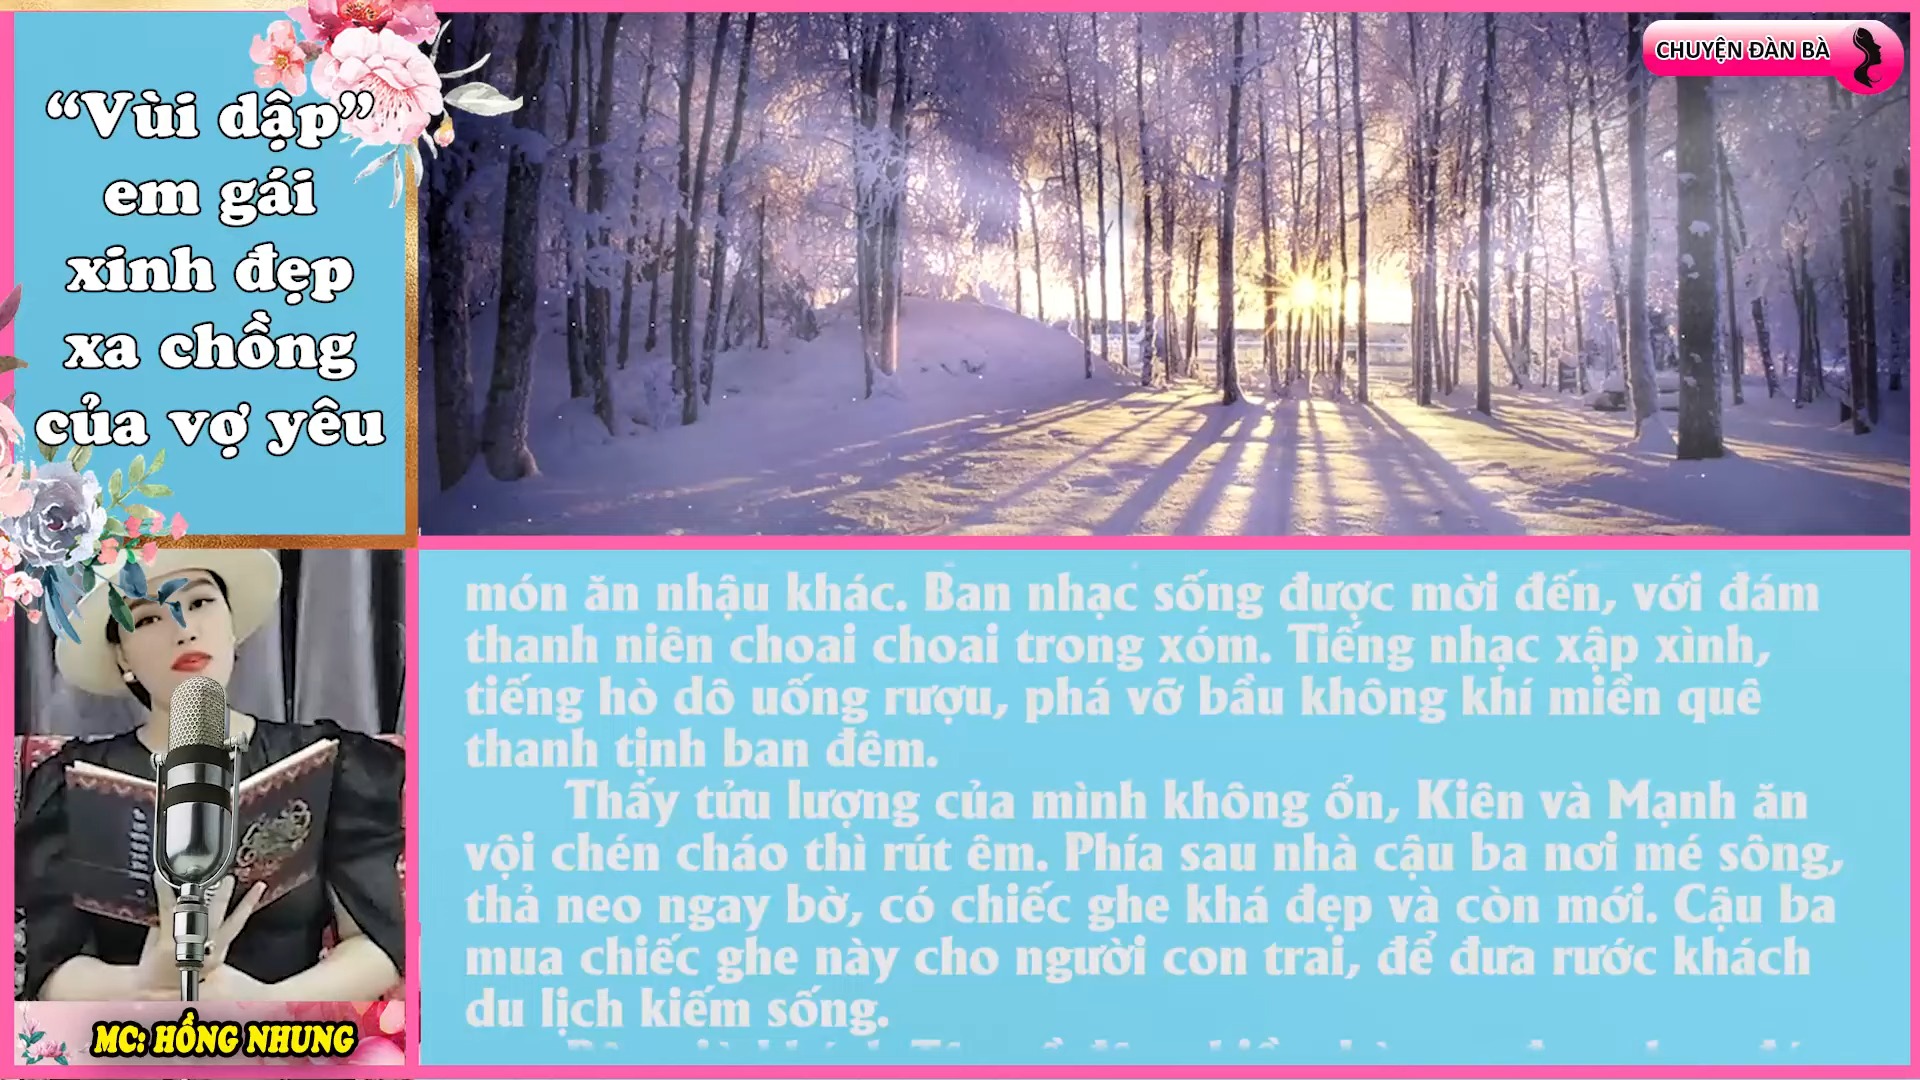 CHUYỆN ĐÀN BÀ
“Vùi dập”
em gái
xinh đẹp
xa chồng
của vợ yêu
món ăn nhậu khác. Ban nhạc sống được mời đến, với đám
thanh niên choai choai trong xóm. Tiếng nhạc xập xình,
tiếng hò dô uống rượu, phá vỡ bầu không khí miền quê
thanh tịnh ban đêm.
Thấy tửu lượng của mình không ổn, Kiên và Mạnh ăn
vội chén cháo thì rút êm. Phía sau nhà cậu ba nơi mé sông,
thả neo ngay bờ, có chiếc ghe khá đẹp và còn mới. Cậu ba
mua chiếc ghe này cho người con trai, để đưa rước khách
du lịch kiếm sống.
MC: HỒNG NHUNG